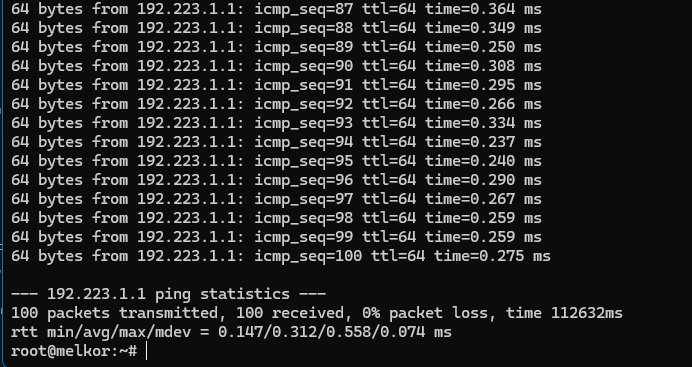 64 bytes from 192.223.1.1: icmp_seq=87 ttl=64 time=0.364 ms
64 bytes from 192.223.1.1: icmp_seq=88 ttl=64 time=0.349 ms
64 bytes from 192.223.1.1: icmp_seq=89 ttl=64 time=0.250 ms
64 bytes from 192.223.1.1: icmp_seq=90 ttl=64 time=0.308 ms
64 bytes from 192.223.1.1: icmp_seq=91 ttl=64 time=0.295 ms
64 bytes from 192.223.1.1: icmp_seq=92 ttl=64 time=0.266 ms
64 bytes from 192.223.1.1: icmp_seq=93 ttl=64 time=0.334 ms
64 bytes from 192.223.1.1: icmp_seq=94 ttl=64 time=0.237 ms
64 bytes from 192.223.1.1: icmp_seq=95 ttl=64 time=0.240 ms
64 bytes from 192.223.1.1: icmp_seq=96 ttl=64 time=0.290 ms
64 bytes from 192.223.1.1: icmp_seq=97 ttl=64 time=0.267 ms
64 bytes from 192.223.1.1: icmp_seq=98 ttl=64 time=0.259 ms
64 bytes from 192.223.1.1: icmp_seq=99 ttl=64 time=0.259 ms
64 bytes from 192.223.1.1: icmp_seq=100 ttl=64 time=0.275 ms
--- 192.223.1.1 ping statistics ---
100 packets transmitted, 100 received, 0% packet loss, time 112632ms
rtt min/avg/max/mdev = 0.147/0.312/0.558/0.074 ms
root@melkor:~#